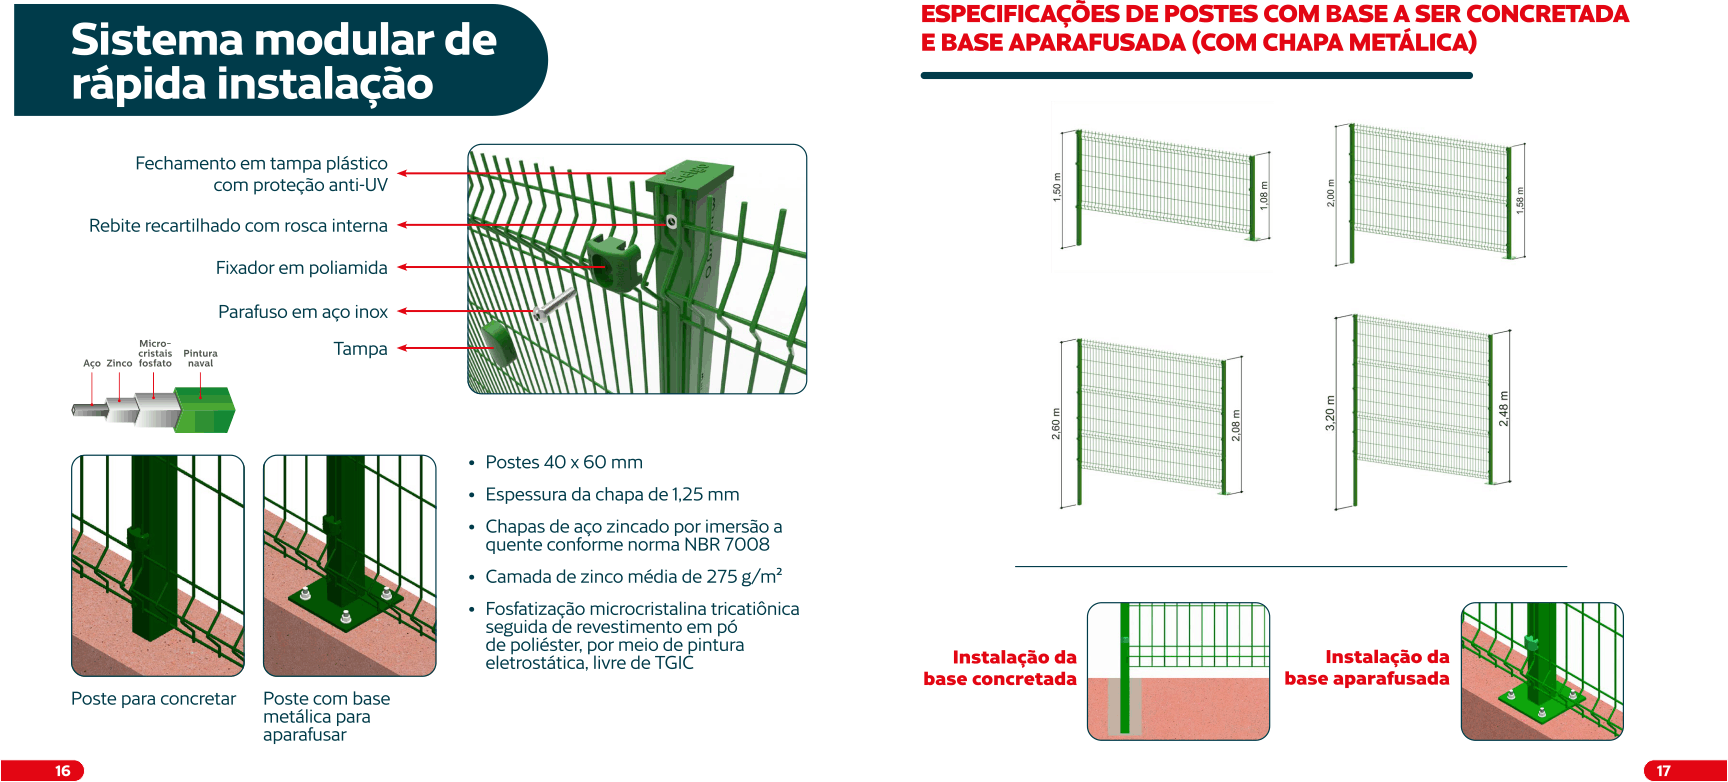 Sistema modular de
rápida instalação
Fechamento em tampa plástico
com proteção anti-UV
Rebite recartilhado com rosca interna
Fixador em poliamida
Parafuso em aço inox
Tampa
Aço
Zinco
Micro-
cristais
fosfato
Pintura
naval
Poste para concretar
Poste com base
metálica para
aparafusar
• Postes 40 x 60 mm
• Espessura da chapa de 1,25 mm
• Chapas de aço zincado por imersão a
quente conforme norma NBR 7008
• Camada de zinco média de 275 g/m²
• Fosfatização microcristalina tricatiônica
seguida de revestimento em pó
de poliéster, por meio de pintura
eletrostática, livre de TGIC
16
ESPECIFICAÇÕES DE POSTES COM BASE A SER CONCRETADA
E BASE APARAFUSADA (COM CHAPA METÁLICA)
1,50 m
1,08 m
2,00 m
1,58 m
2,60 m
2,08 m
3,20 m
2,48 m
Instalação da
base concretada
Instalação da
base aparafusada
17